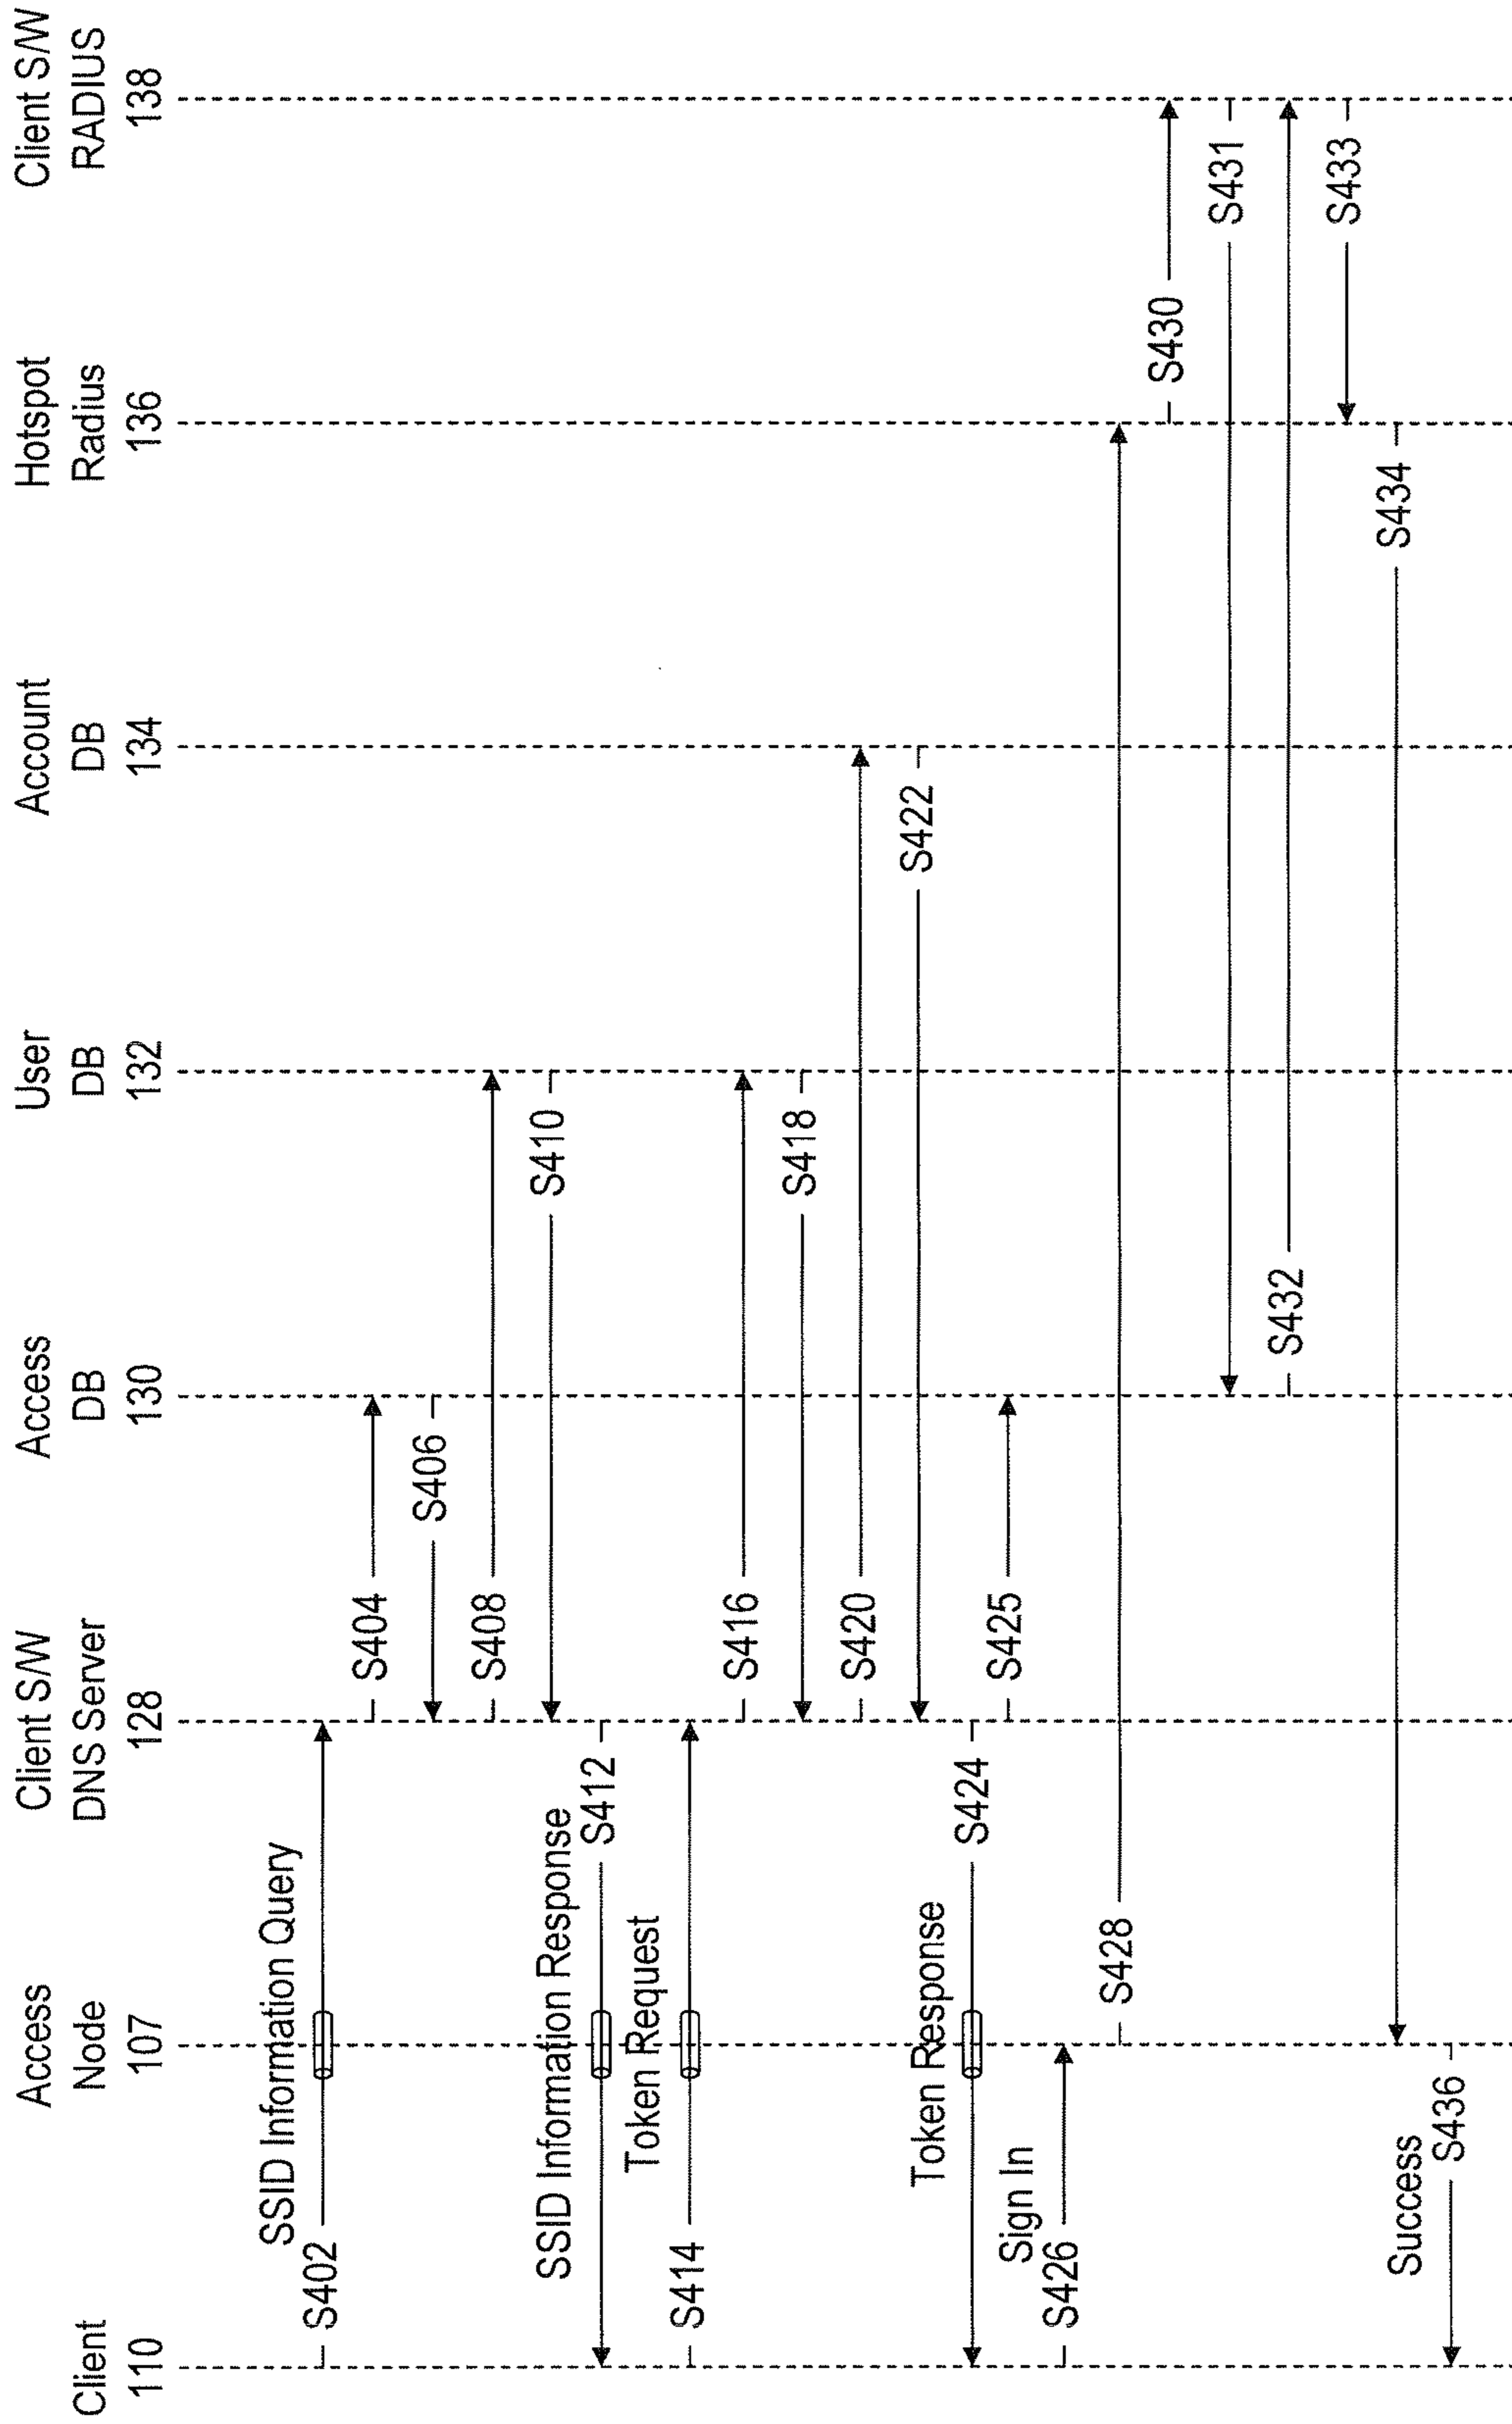 Client
110
Access
Node
107
Client S/W
DNS Server
128
Access
DB
130
User
DB
132
Account
DB
134
Hotspot
Radius
136
Client S/W
RADIUS
138
SSID Information Query
S402
S404
S406
S408
S410
SSID Information Response
S412
Token Request
S414
S416
S418
S420
S422
Token Response
S424
S425
Sign In
S426
S428
S430
S431
S432
S433
S434
Success
S436